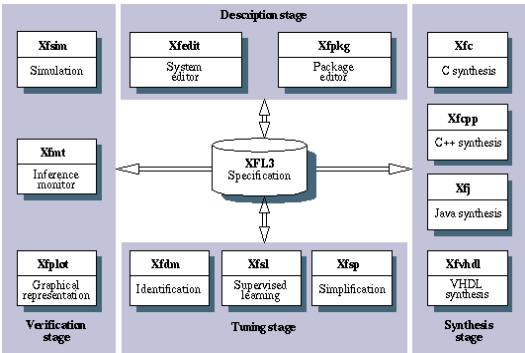 Description stage
Xfsim
Simulation
Xfedit
System
editor
Xfpkg
Package
editor
Xfc
C synthesis
Xfcpp
C++ synthesis
Xfmt
Inference
monitor
XFL3
Specification
Xfj
Java synthesis
Xfplot
Graphical
representation
Xfdm
Identification
Xfsl
Supervised
learning
Xfsp
Simplification
Xfvhdl
VHDL
synthesis
Verification
stage
Tuning stage
Synthesis
stage